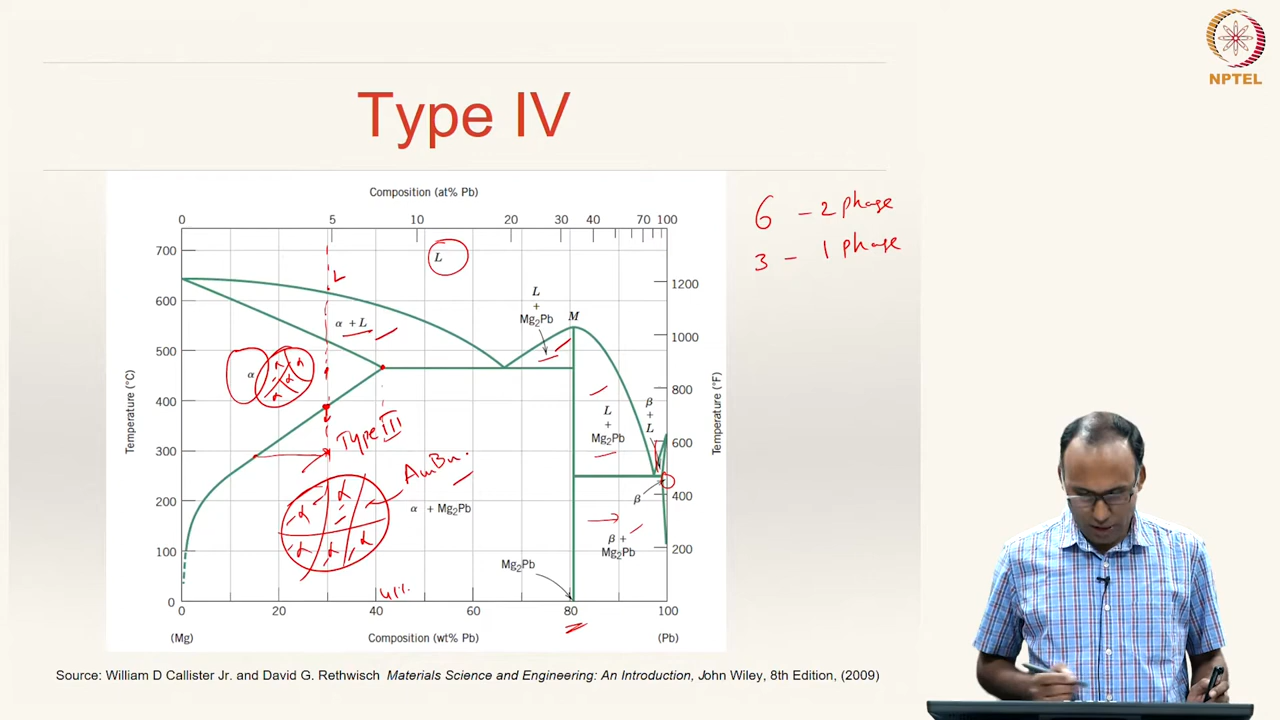 NPTEL
Type IV
Composition (at% Pb)
0 5 10 20 30 40 70 100
6 - 2 phase
3 - 1 phase
700
600
500
400
300
200
100
0
Temperature (°C)
1200
1000
800
600
400
200
Temperature (°F)
L
L
α + L
L
+
Mg₂Pb
M
α
α α
α
α
L
+
Mg₂Pb
β
+
L
Type III
AmBn.
α α
α α α
α + Mg₂Pb
β
β +
Mg₂Pb
Mg₂Pb
41%
0 20 40 60 80 100
(Mg) Composition (wt% Pb) (Pb)
Source: William D Callister Jr. and David G. Rethwisch Materials Science and Engineering: An Introduction, John Wiley, 8th Edition, (2009)